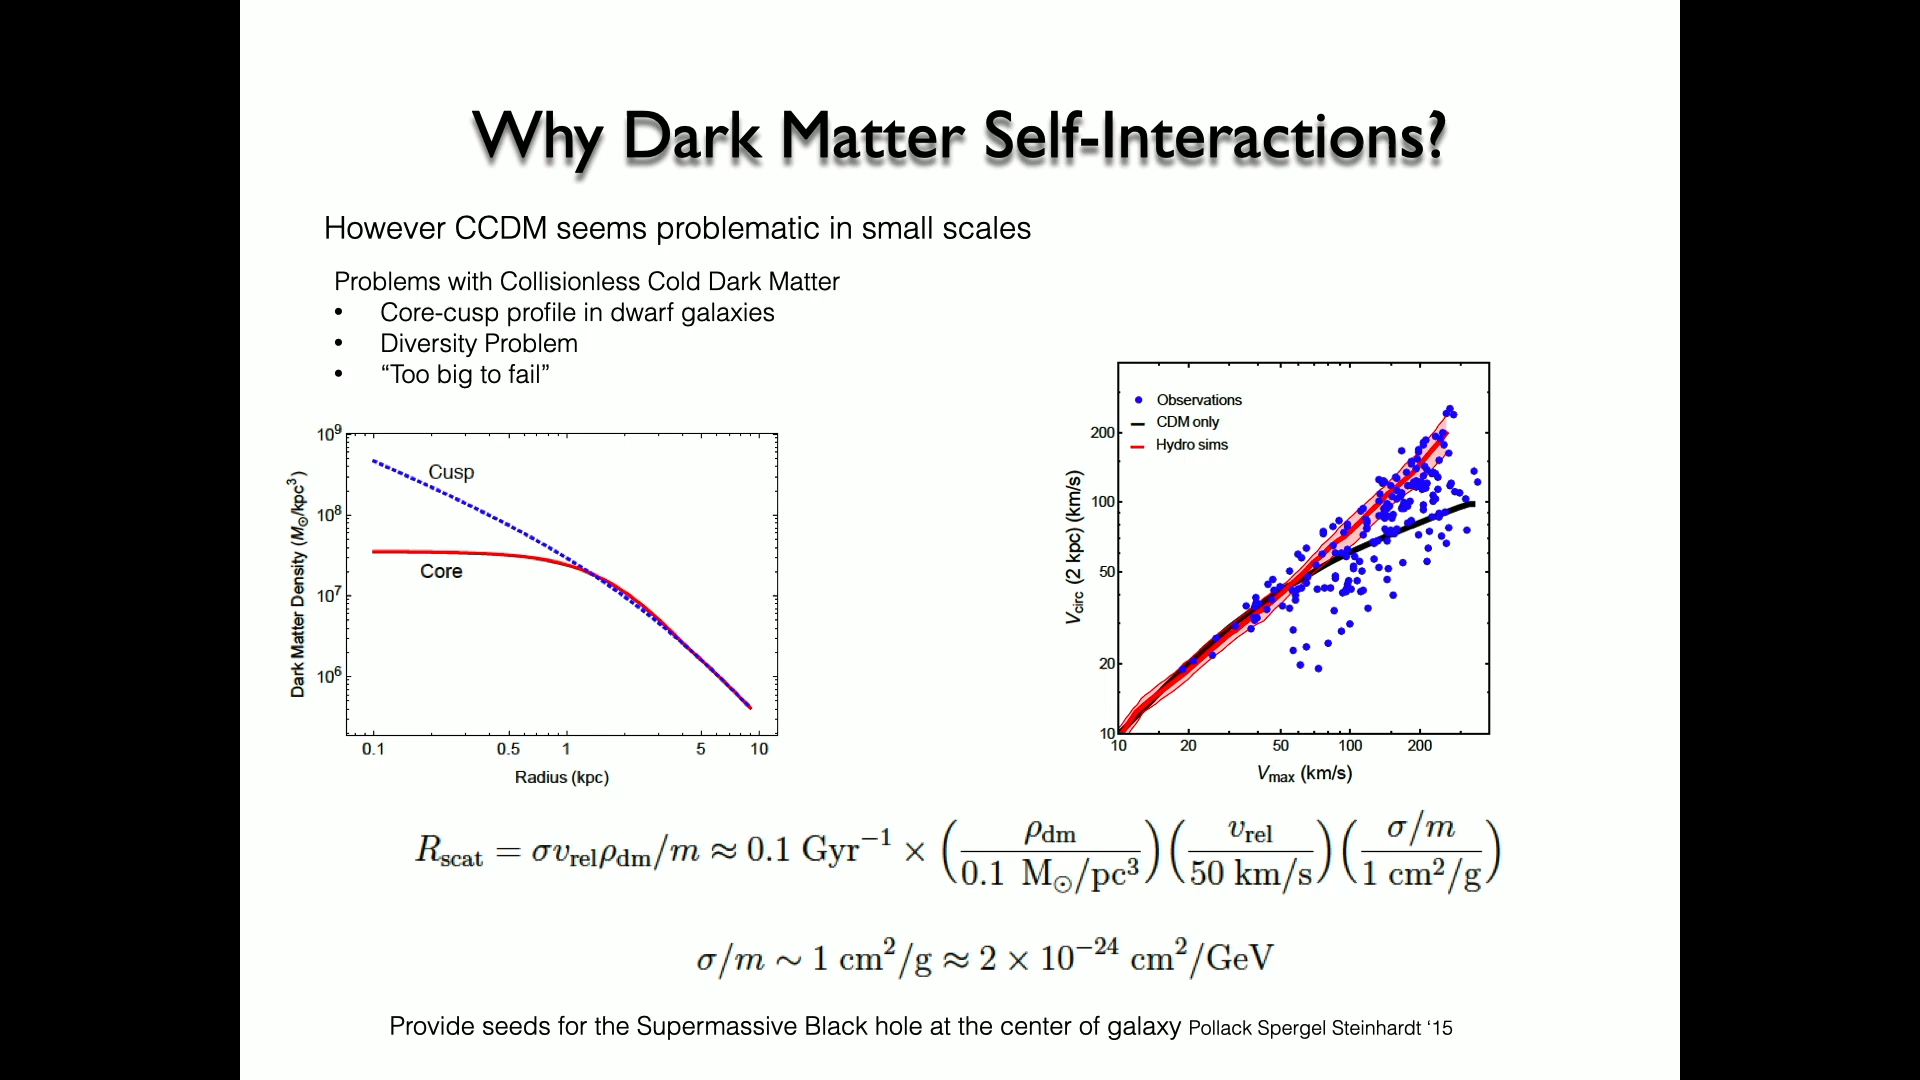 Why Dark Matter Self-Interactions?
However CCDM seems problematic in small scales
Problems with Collisionless Cold Dark Matter
• Core-cusp profile in dwarf galaxies
• Diversity Problem
• “Too big to fail”
10⁹
10⁸
10⁷
10⁶
Dark Matter Density (M⊙/kpc³)
Cusp
Core
0.1 0.5 1 5 10
Radius (kpc)
Observations
CDM only
Hydro sims
200
100
50
20
10
Vcirc (2 kpc) (km/s)
10 20 50 100 200
Vmax (km/s)
R_scat = σv_relρ_dm/m ≈ 0.1 Gyr⁻¹ × (ρ_dm / 0.1 M⊙/pc³) (v_rel / 50 km/s) (σ/m / 1 cm²/g)
σ/m ∼ 1 cm²/g ≈ 2 × 10⁻²⁴ cm²/GeV
Provide seeds for the Supermassive Black hole at the center of galaxy Pollack Spergel Steinhardt ‘15